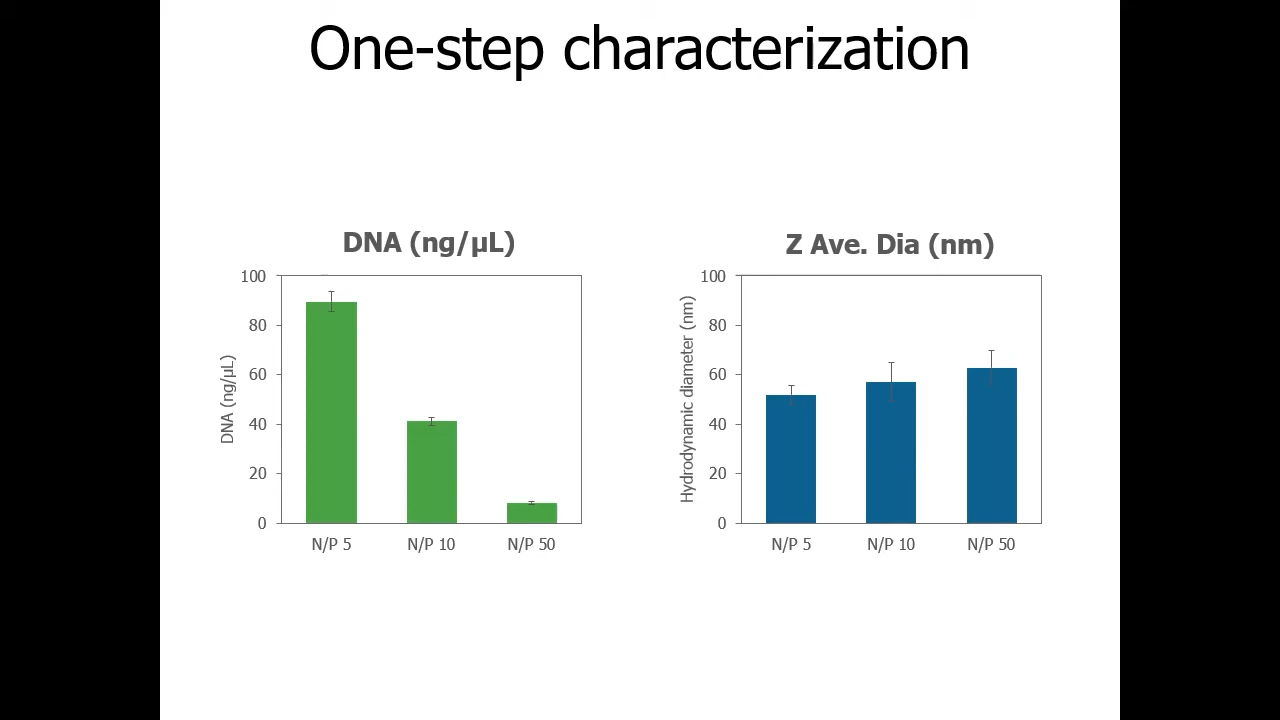 One-step characterization
DNA (ng/µL)
100
80
60
40
20
0
DNA (ng/µL)
N/P 5
N/P 10
N/P 50
Z Ave. Dia (nm)
100
80
60
40
20
0
Hydrodynamic diameter (nm)
N/P 5
N/P 10
N/P 50